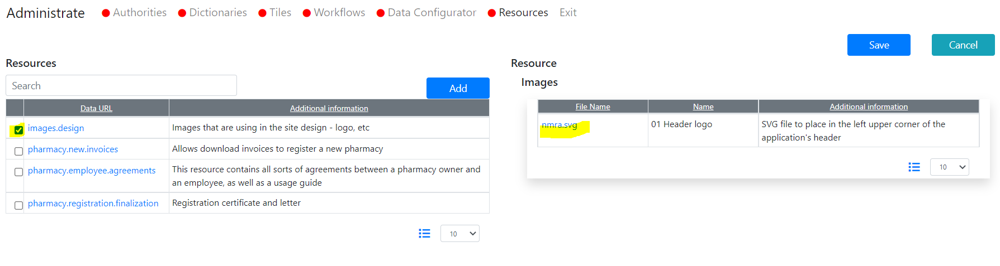 Administrate Authorities Dictionaries Tiles Workflows Data Configurator Resources Exit
Save Cancel
Resources
Search
Add
Data URL Additional information
images.design Images that are using in the site design - logo, etc
pharmacy.new.invoices Allows download invoices to register a new pharmacy
pharmacy.employee.agreements This resource contains all sorts of agreements between a pharmacy owner and
an employee, as well as a usage guide
pharmacy.registration.finalization Registration certificate and letter
10
Resource
Images
File Name Name Additional information
nmra.svg 01 Header logo SVG file to place in the left upper corner of the
application's header
10